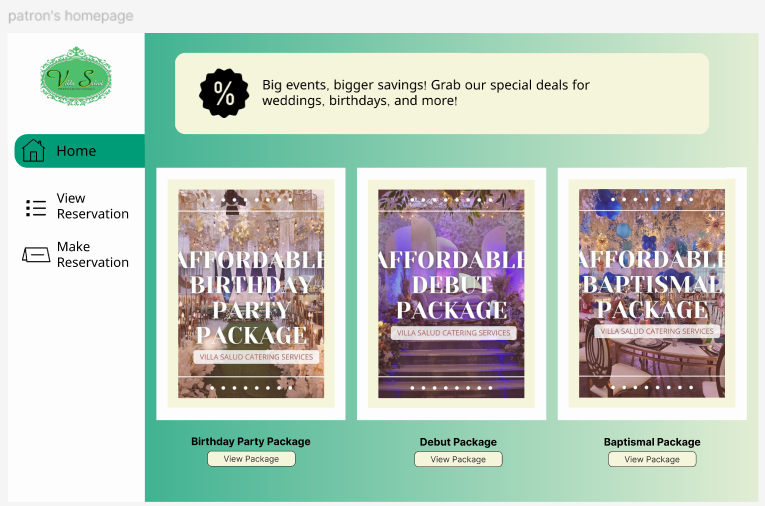 patron's homepage
Villa Salud
Big events, bigger savings! Grab our special deals for
weddings, birthdays, and more!
%
Home
View
Reservation
Make
Reservation
AFFORDABLE
BIRTHDAY
PARTY
PACKAGE
VILLA SALUD CATERING SERVICES
AFFORDABLE
DEBUT
PACKAGE
VILLA SALUD CATERING SERVICES
AFFORDABLE
BAPTISMAL
PACKAGE
VILLA SALUD CATERING SERVICES
Birthday Party Package
View Package
Debut Package
View Package
Baptismal Package
View Package